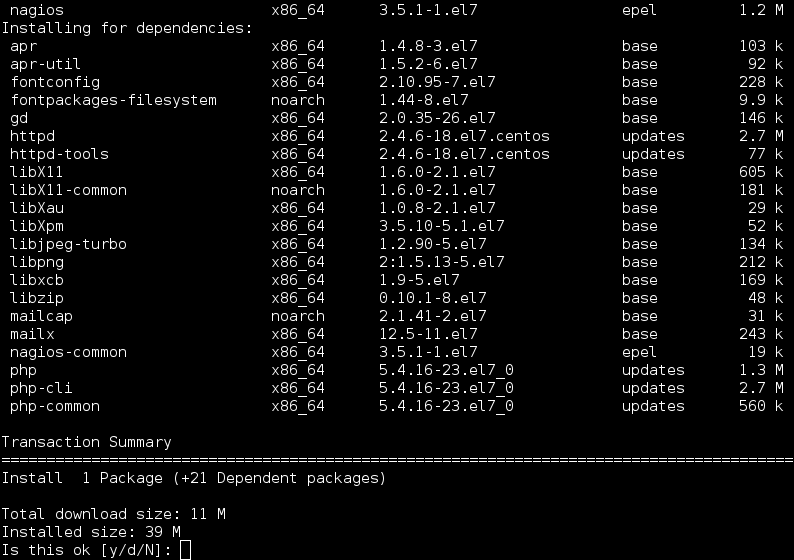 nagios x86_64 3.5.1-1.el7 epel 1.2 M
Installing for dependencies:
apr x86_64 1.4.8-3.el7 base 103 k
apr-util x86_64 1.5.2-6.el7 base 92 k
fontconfig x86_64 2.10.95-7.el7 base 228 k
fontpackages-filesystem noarch 1.44-8.el7 base 9.9 k
gd x86_64 2.0.35-26.el7 base 146 k
httpd x86_64 2.4.6-18.el7.centos updates 2.7 M
httpd-tools x86_64 2.4.6-18.el7.centos updates 77 k
libX11 x86_64 1.6.0-2.1.el7 base 605 k
libX11-common noarch 1.6.0-2.1.el7 base 181 k
libXau x86_64 1.0.8-2.1.el7 base 29 k
libXpm x86_64 3.5.10-5.1.el7 base 52 k
libjpeg-turbo x86_64 1.2.90-5.el7 base 134 k
libpng x86_64 2:1.5.13-5.el7 base 212 k
libxcb x86_64 1.9-5.el7 base 169 k
libzip x86_64 0.10.1-8.el7 base 48 k
mailcap noarch 2.1.41-2.el7 base 31 k
mailx x86_64 12.5-11.el7 base 243 k
nagios-common x86_64 3.5.1-1.el7 epel 19 k
php x86_64 5.4.16-23.el7_0 updates 1.3 M
php-cli x86_64 5.4.16-23.el7_0 updates 2.7 M
php-common x86_64 5.4.16-23.el7_0 updates 560 k
Transaction Summary
========================================================================================
Install 1 Package (+21 Dependent packages)
Total download size: 11 M
Installed size: 39 M
Is this ok [y/d/N]: